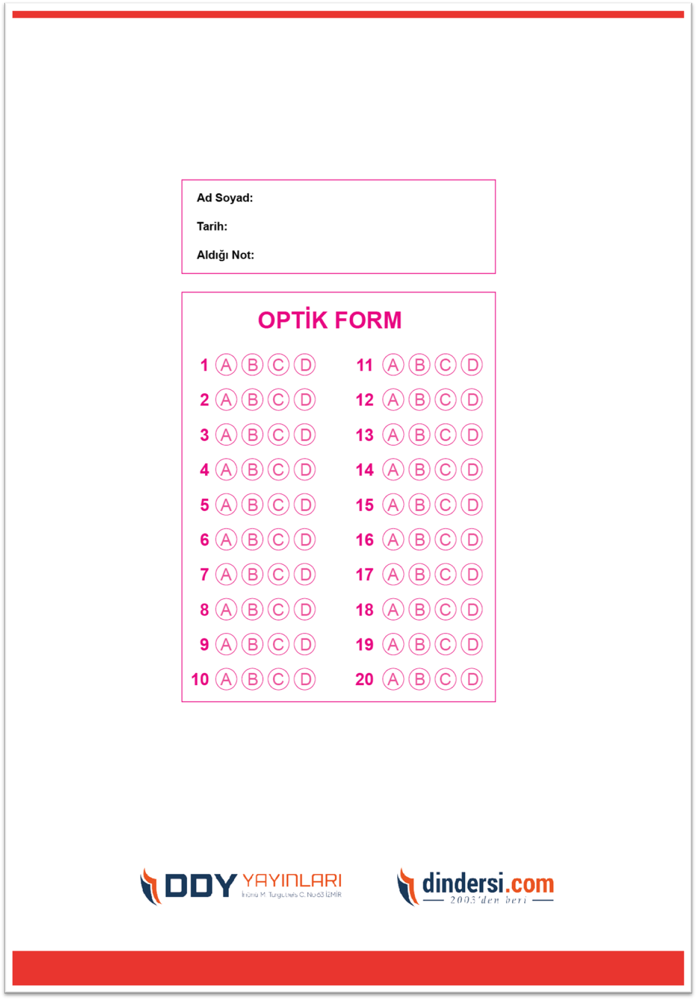 Ad Soyad:
Tarih:
Aldığı Not:
OPTİK FORM
1 A B C D
2 A B C D
3 A B C D
4 A B C D
5 A B C D
6 A B C D
7 A B C D
8 A B C D
9 A B C D
10 A B C D
11 A B C D
12 A B C D
13 A B C D
14 A B C D
15 A B C D
16 A B C D
17 A B C D
18 A B C D
19 A B C D
20 A B C D
DDY YAYINLARI
İnönü M. Turgutreis C. No:63 İZMİR
dindersi.com
2003'den beri